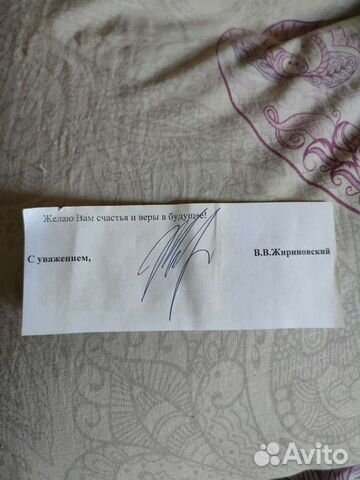 Желаю Вам счастья и веры в будущее!
С уважением, В.В.Жириновский
Avito